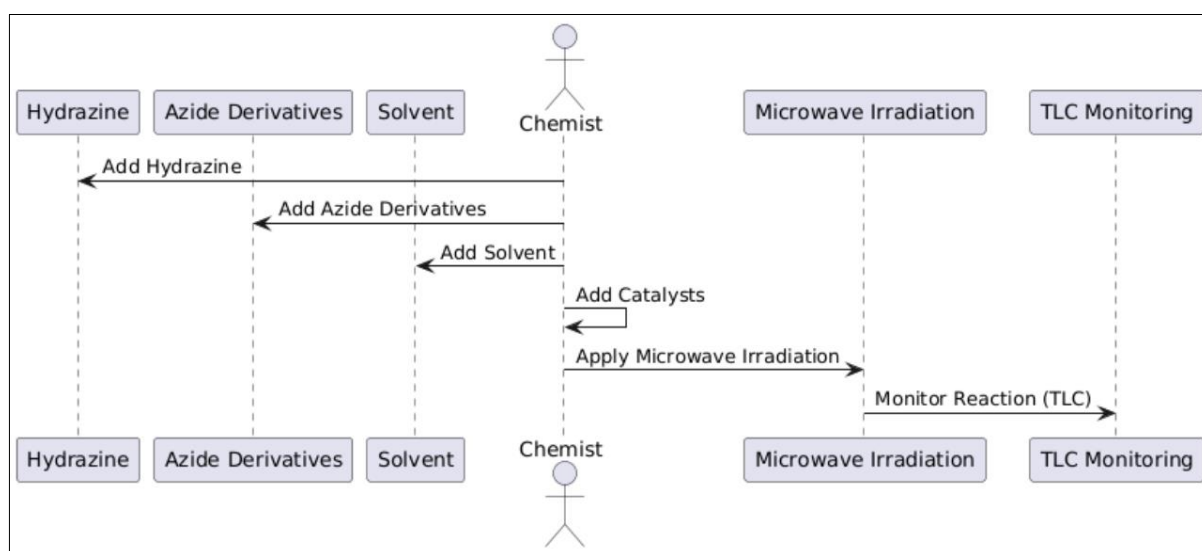 Hydrazine
Azide Derivatives
Solvent
Chemist
Microwave Irradiation
TLC Monitoring
Add Hydrazine
Add Azide Derivatives
Add Solvent
Add Catalysts
Apply Microwave Irradiation
Monitor Reaction (TLC)
Hydrazine
Azide Derivatives
Solvent
Chemist
Microwave Irradiation
TLC Monitoring